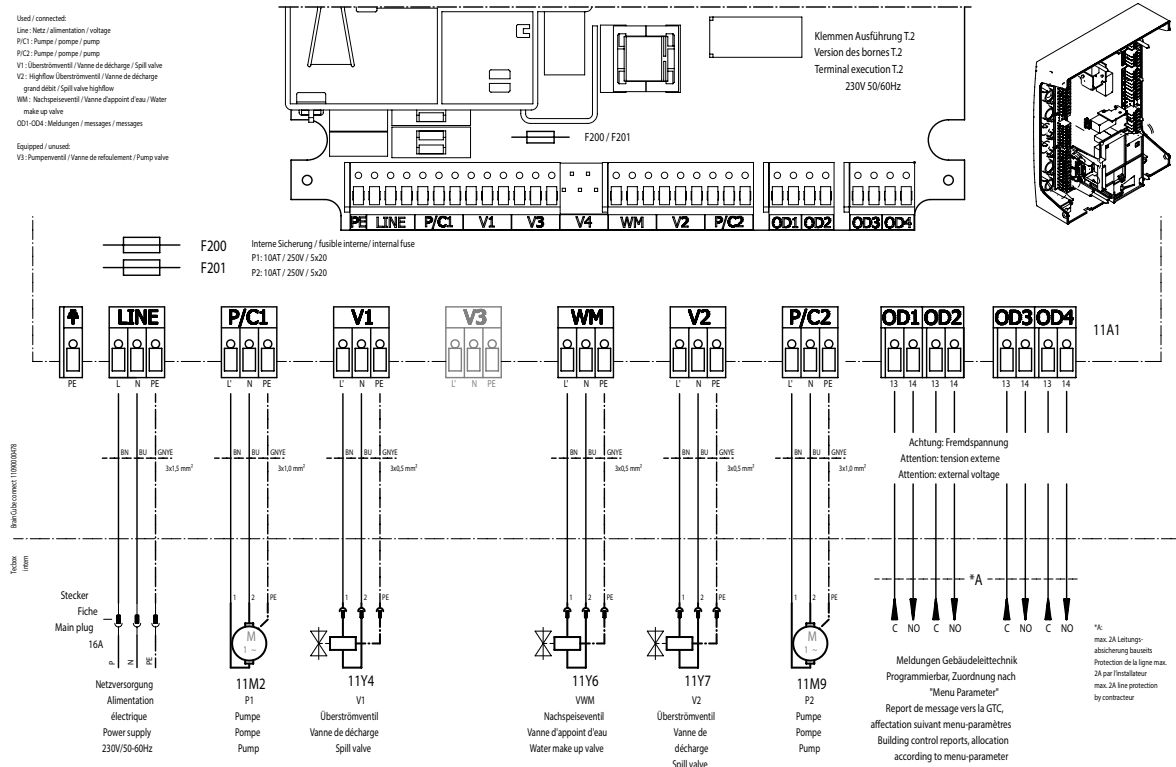 Used / connected:
Line : Netz / alimentation / voltage
P/C1 : Pumpe / pompe / pump
P/C2 : Pumpe / pompe / pump
V1 : Überströmventil / Vanne de décharge / Spill valve
V2 : Highflow Überströmventil / Vanne de décharge
grand débit / Spill valve highflow
WM : Nachspeiseventil / Vanne d'appoint d'eau / Water
make up valve
OD1-OD4 : Meldungen / messages / messages
Equipped / unused:
V3 : Pumpenventil / Vanne de refoulement / Pump valve
Klemmen Ausführung T.2
Version des bornes T.2
Terminal execution T.2
230V 50/60Hz
F200 / F201
PE LINE P/C1 V1 V3 V4 WM V2 P/C2 OD1 OD2 OD3 OD4
F200
F201
Interne Sicherung / fusible interne/ internal fuse
P1: 10AT / 250V / 5x20
P2: 10AT / 250V / 5x20
LINE P/C1 V1 V3 WM V2 P/C2 OD1 OD2 OD3 OD4
11A1
PE L N PE L' N PE L' N PE L' N PE L' N PE L' N PE L' N PE 13 14 13 14 13 14 13 14
Achtung: Fremdspannung
Attention: tension externe
Attention: external voltage
BN BU GNYE BN BU GNYE BN BU GNYE BN BU GNYE BN BU GNYE BN BU GNYE
3x1,5 mm² 3x1,0 mm² 3x0,5 mm² 3x0,5 mm² 3x0,5 mm² 3x1,0 mm²
Tecbox
intern
*A
1 2 PE 1 2 PE 1 2 PE 1 2 PE 1 2 PE
Stecker
Fiche
Main plug
16A
P N PE
M
1 ~
M
1 ~
C NO C NO C NO C NO
Netzversorgung
Alimentation
électrique
Power supply
230V/50-60Hz
11M2
P1
Pumpe
Pompe
Pump
11Y4
V1
Überströmventil
Vanne de décharge
Spill valve
11Y6
VWM
Nachspeiseventil
Vanne d'appoint d'eau
Water make up valve
11Y7
V2
Überströmventil
Vanne de
décharge
Spill valve
11M9
P2
Pumpe
Pompe
Pump
Meldungen Gebäudeleittechnik
Programmierbar, Zuordnung nach
"Menu Parameter"
Report de message vers la GTC,
affectation suivant menu-paramètres
Building control reports, allocation
according to menu-parameter
*A:
max. 2A Leitungs-
absicherung bauseits
Protection de la ligne max.
2A par l'installateur
max. 2A line protection
by contracteur